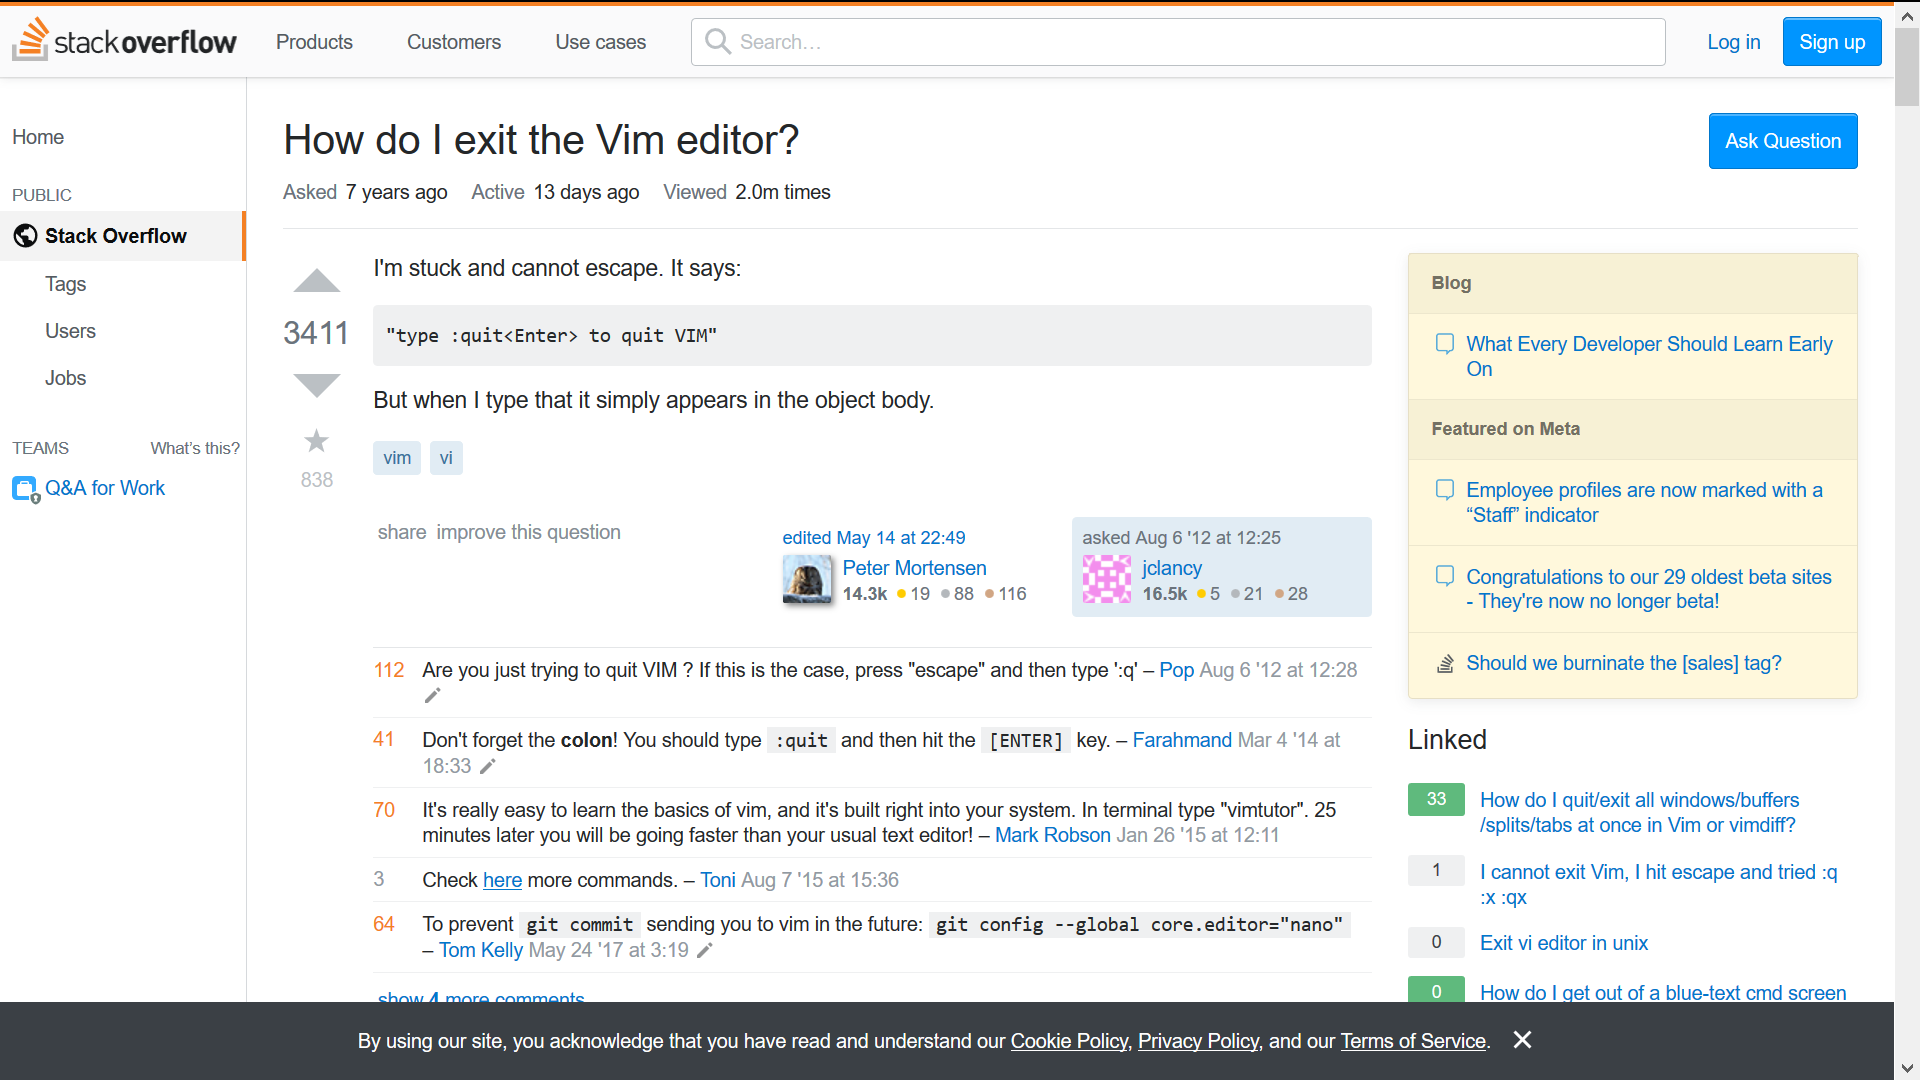 stackoverflow
Products
Customers
Use cases
Search…
Log in
Sign up
Home
PUBLIC
Stack Overflow
Tags
Users
Jobs
TEAMS
What's this?
Q&A for Work
How do I exit the Vim editor?
Ask Question
Asked 7 years ago Active 13 days ago Viewed 2.0m times
3411
838
I'm stuck and cannot escape. It says:
"type :quit<Enter> to quit VIM"
But when I type that it simply appears in the object body.
vim vi
share improve this question
edited May 14 at 22:49
Peter Mortensen
14.3k 19 88 116
asked Aug 6 '12 at 12:25
jclancy
16.5k 5 21 28
112 Are you just trying to quit VIM ? If this is the case, press "escape" and then type ':q' – Pop Aug 6 '12 at 12:28
41 Don't forget the colon! You should type :quit and then hit the [ENTER] key. – Farahmand Mar 4 '14 at
18:33
70 It's really easy to learn the basics of vim, and it's built right into your system. In terminal type "vimtutor". 25
minutes later you will be going faster than your usual text editor! – Mark Robson Jan 26 '15 at 12:11
3 Check here more commands. – Toni Aug 7 '15 at 15:36
64 To prevent git commit sending you to vim in the future: git config --global core.editor="nano"
– Tom Kelly May 24 '17 at 3:19
show 4 more comments
Blog
What Every Developer Should Learn Early
On
Featured on Meta
Employee profiles are now marked with a
“Staff” indicator
Congratulations to our 29 oldest beta sites
- They're now no longer beta!
Should we burninate the [sales] tag?
Linked
33 How do I quit/exit all windows/buffers
/splits/tabs at once in Vim or vimdiff?
1 I cannot exit Vim, I hit escape and tried :q
:x :qx
0 Exit vi editor in unix
0 How do I get out of a blue-text cmd screen
By using our site, you acknowledge that you have read and understand our Cookie Policy, Privacy Policy, and our Terms of Service.